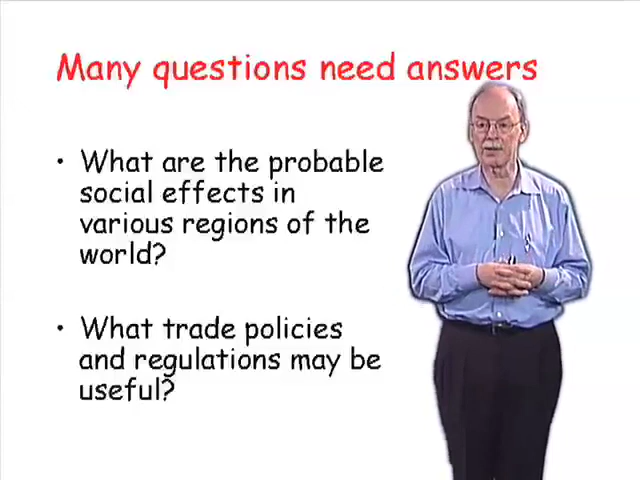 Many questions need answers
• What are the probable
social effects in
various regions of the
world?
• What trade policies
and regulations may be
useful?